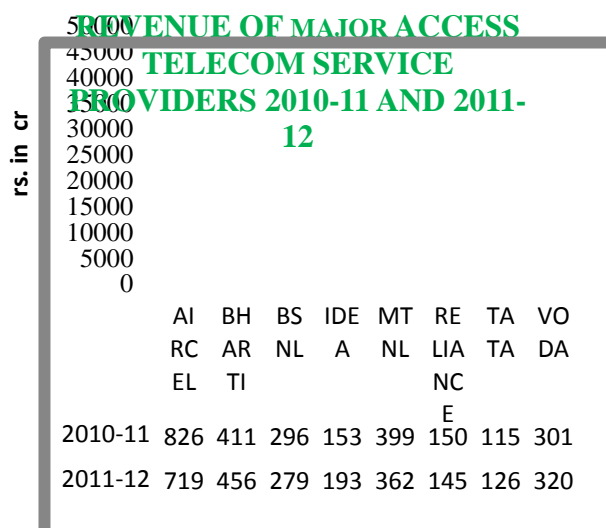 REVENUE OF MAJOR ACCESS
TELECOM SERVICE
PROVIDERS 2010-11 AND 2011-
12
rs. in cr
50000
45000
40000
35000
30000
25000
20000
15000
10000
5000
0
AI BH BS IDE MT RE TA VO
RC AR NL A NL LIA TA DA
EL TI NC
E
2010-11 826 411 296 153 399 150 115 301
2011-12 719 456 279 193 362 145 126 320